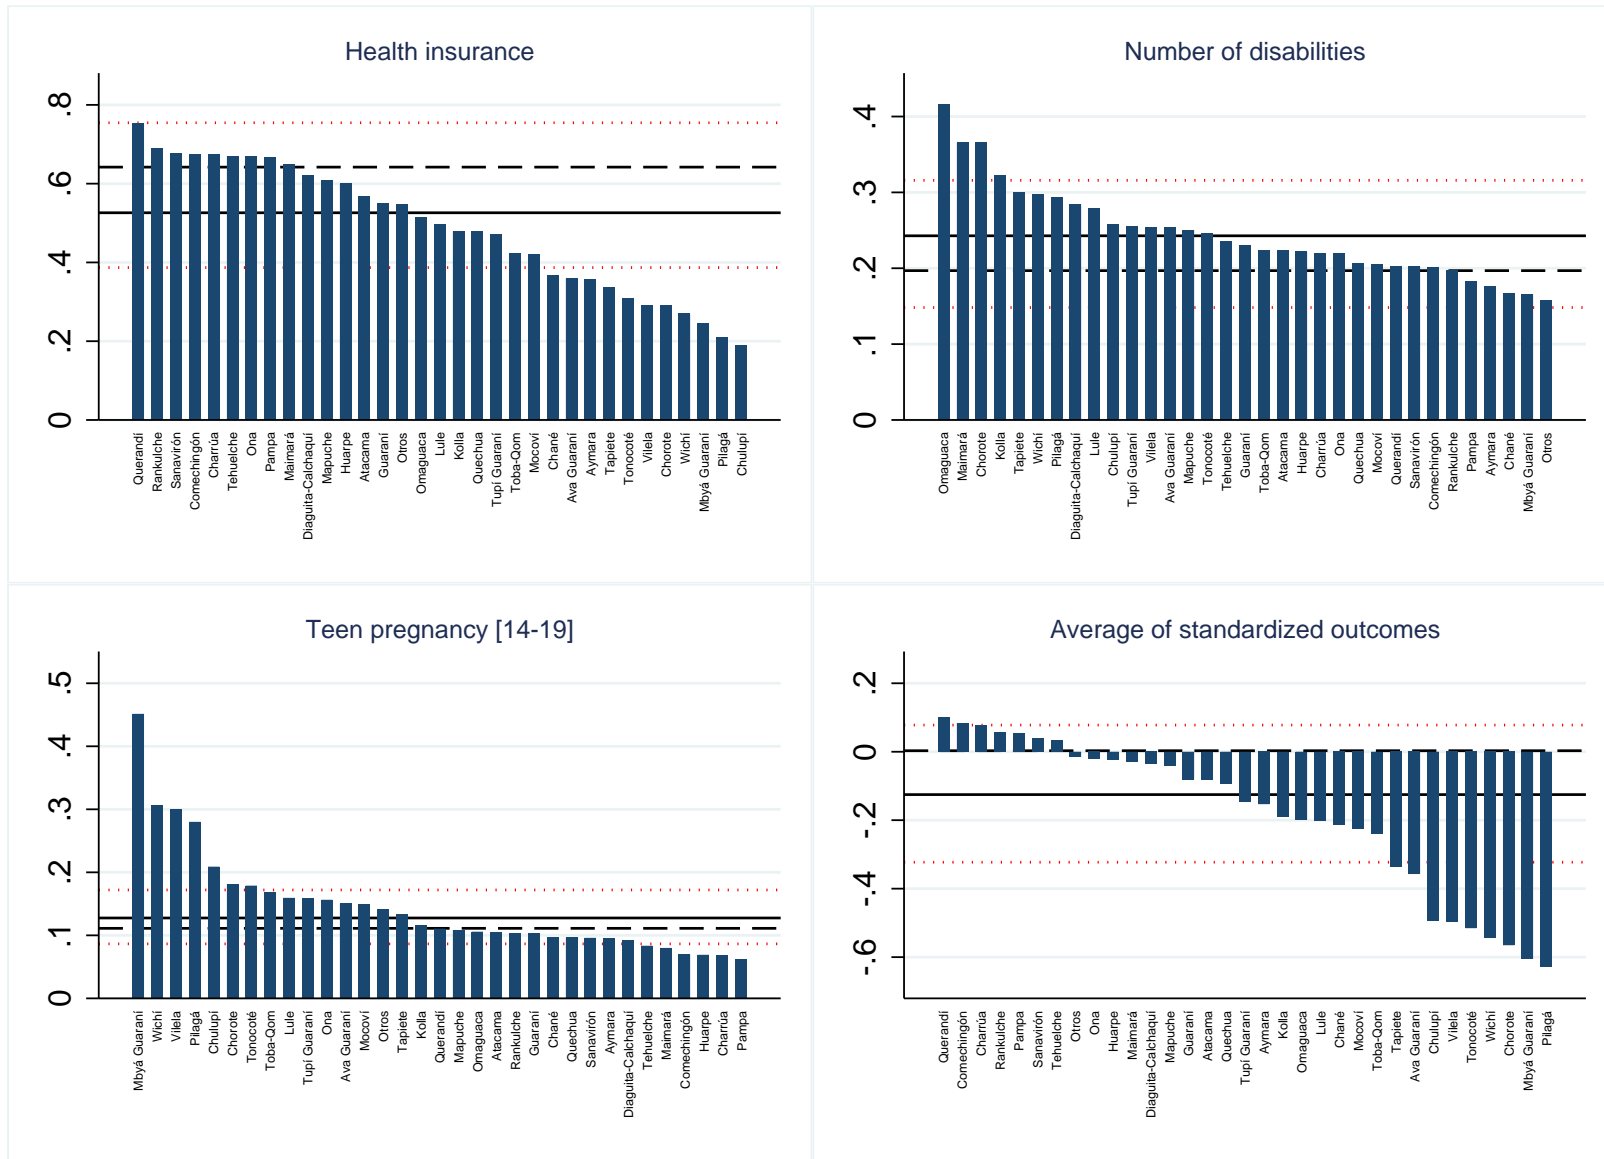 Health insurance
.8
.6
.4
.2
0
Querandí
Rankulche
Sanavirón
Comechingón
Charrúa
Tehuelche
Ona
Pampa
Maimará
Diaguita-Calchaquí
Mapuche
Huarpe
Atacama
Guaraní
Otros
Omaguaca
Lule
Kolla
Quechua
Tupí Guaraní
Toba-Qom
Mocoví
Chané
Ava Guaraní
Aymara
Tapiete
Tonocoté
Vilela
Chorote
Wichí
Mbyá Guaraní
Pilagá
Chulupí
Number of disabilities
.4
.3
.2
.1
0
Omaguaca
Maimará
Chorote
Kolla
Tapiete
Wichí
Pilagá
Diaguita-Calchaquí
Lule
Chulupí
Tupí Guaraní
Vilela
Ava Guaraní
Mapuche
Tonocoté
Tehuelche
Guaraní
Toba-Qom
Atacama
Huarpe
Charrúa
Ona
Quechua
Mocoví
Querandí
Sanavirón
Comechingón
Rankulche
Pampa
Aymara
Chané
Mbyá Guaraní
Otros
Teen pregnancy [14-19]
.5
.4
.3
.2
.1
0
Mbyá Guaraní
Wichí
Vilela
Pilagá
Chulupí
Chorote
Tonocoté
Toba-Qom
Lule
Tupí Guaraní
Ona
Ava Guaraní
Mocoví
Otros
Tapiete
Kolla
Querandí
Mapuche
Omaguaca
Atacama
Rankulche
Guaraní
Chané
Quechua
Sanavirón
Aymara
Diaguita-Calchaquí
Tehuelche
Maimará
Comechingón
Huarpe
Charrúa
Pampa
Average of standardized outcomes
.2
0
-.2
-.4
-.6
Querandí
Comechingón
Charrúa
Rankulche
Pampa
Sanavirón
Tehuelche
Otros
Ona
Huarpe
Maimará
Diaguita-Calchaquí
Mapuche
Guaraní
Atacama
Quechua
Tupí Guaraní
Aymara
Kolla
Omaguaca
Lule
Chané
Mocoví
Toba-Qom
Tapiete
Ava Guaraní
Chulupí
Vilela
Tonocoté
Wichí
Chorote
Mbyá Guaraní
Pilagá